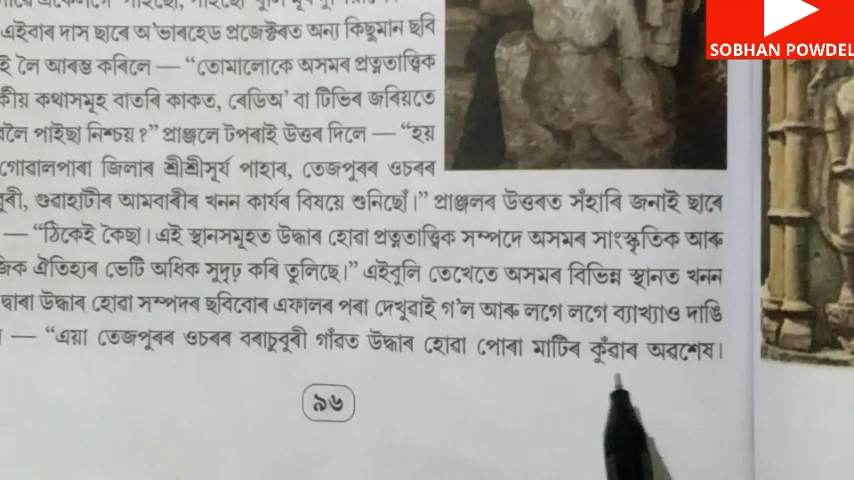 এইবাৰ দাস ছাৰে অ'ভাৰহেড প্ৰজেক্টৰত অন্য কিছুমান ছবি
ই লৈ আৰম্ভ কৰিলে — “তোমালোকে অসমৰ প্ৰত্নতাত্ত্বিক
কীয় কথাসমূহ বাতৰি কাকত, ৰেডিঅ' বা টিভিৰ জৰিয়তে
বলৈ পাইছা নিশ্চয়?” প্ৰাঞ্জলে টপৰাই উত্তৰ দিলে — “হয়
গোৱালপাৰা জিলাৰ শ্ৰীশ্ৰীসূৰ্য পাহাৰ, তেজপুৰৰ ওচৰৰ
বুৰী, গুৱাহাটীৰ আমবাৰীৰ খনন কাৰ্যৰ বিষয়ে শুনিছোঁ।” প্ৰাঞ্জলৰ উত্তৰত সঁহাৰি জনাই ছাৰে
— “ঠিকেই কৈছা। এই স্থানসমূহত উদ্ধাৰ হোৱা প্ৰত্নতাত্ত্বিক সম্পদে অসমৰ সাংস্কৃতিক আৰু
জিক ঐতিহ্যৰ ভেটি অধিক সুদৃঢ় কৰি তুলিছে।” এইবুলি তেখেতে অসমৰ বিভিন্ন স্থানত খনন
দ্বাৰা উদ্ধাৰ হোৱা সম্পদৰ ছবিবোৰ এফালৰ পৰা দেখুৱাই গ'ল আৰু লগে লগে ব্যাখ্যাও দাঙি
— “এয়া তেজপুৰৰ ওচৰৰ বৰাচুবুৰী গাঁৱত উদ্ধাৰ হোৱা পোৰা মাটিৰ কুঁৱাৰ অৱশেষ।
৯৬
SOBHAN POWDEL